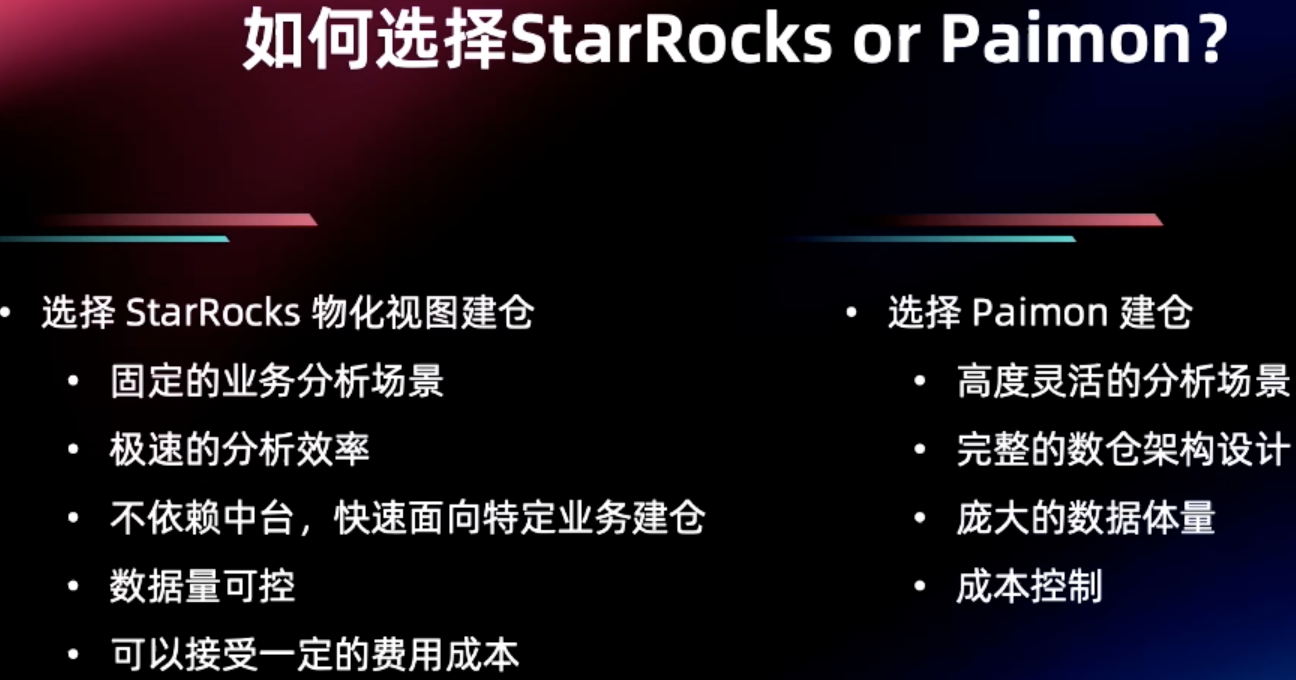 如何选择StarRocks or Paimon?
• 选择 StarRocks 物化视图建仓
• 固定的业务分析场景
• 极速的分析效率
• 不依赖中台，快速面向特定业务建仓
• 数据量可控
• 可以接受一定的费用成本
• 选择 Paimon 建仓
• 高度灵活的分析场景
• 完整的数仓架构设计
• 庞大的数据体量
• 成本控制